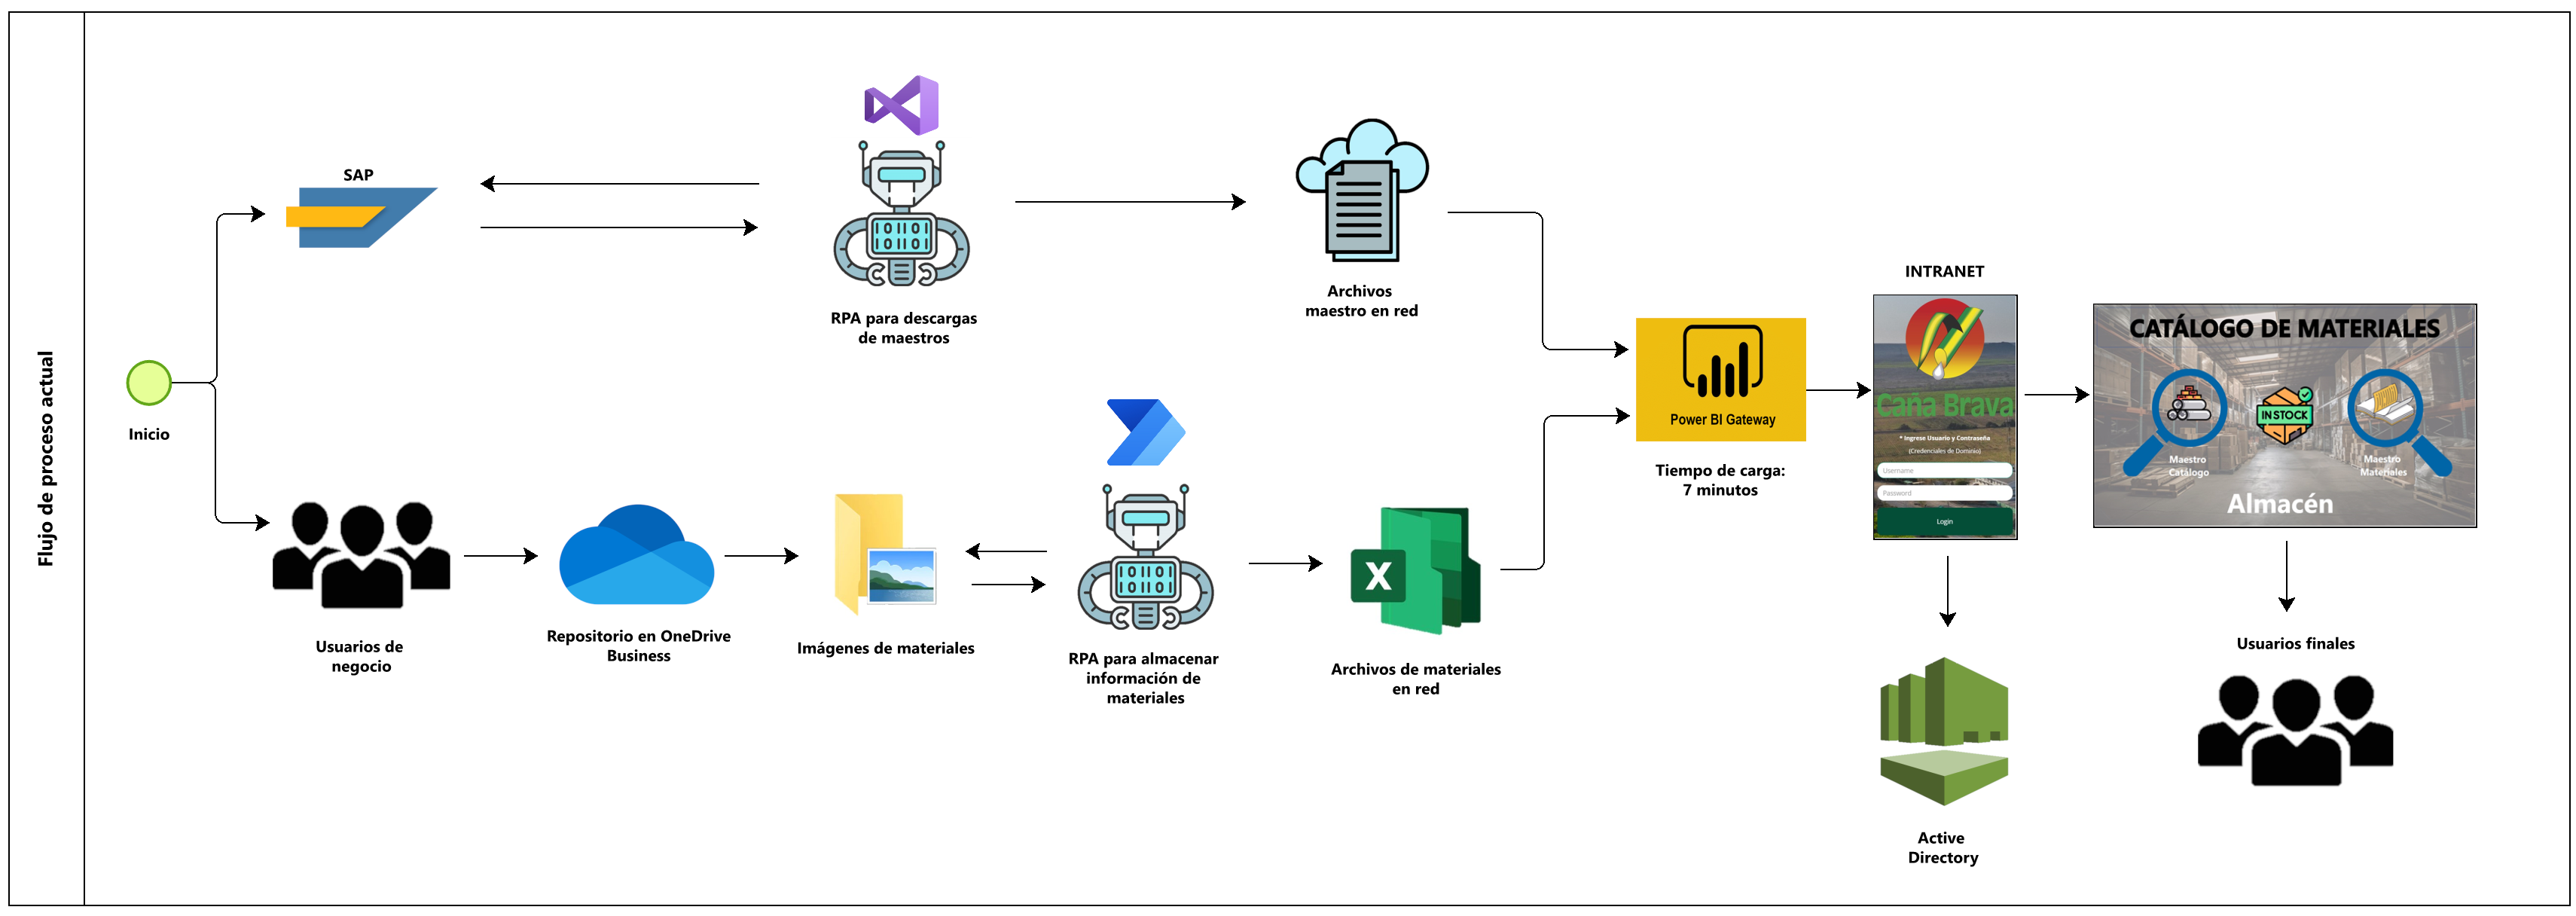 Flujo de proceso actual
Inicio
SAP
RPA para descargas
de maestros
Archivos
maestro en red
Usuarios de
negocio
Repositorio en OneDrive
Business
Imágenes de materiales
RPA para almacenar
información de
materiales
X
Archivos de materiales
en red
Power BI Gateway
Tiempo de carga:
7 minutos
INTRANET
Caña Brava
* Ingrese Usuario y Contraseña
(Credenciales de Dominio)
Username
Password
Login
Active
Directory
CATÁLOGO DE MATERIALES
IN STOCK
Maestro
Catálogo
Maestro
Materiales
Almacén
Usuarios finales